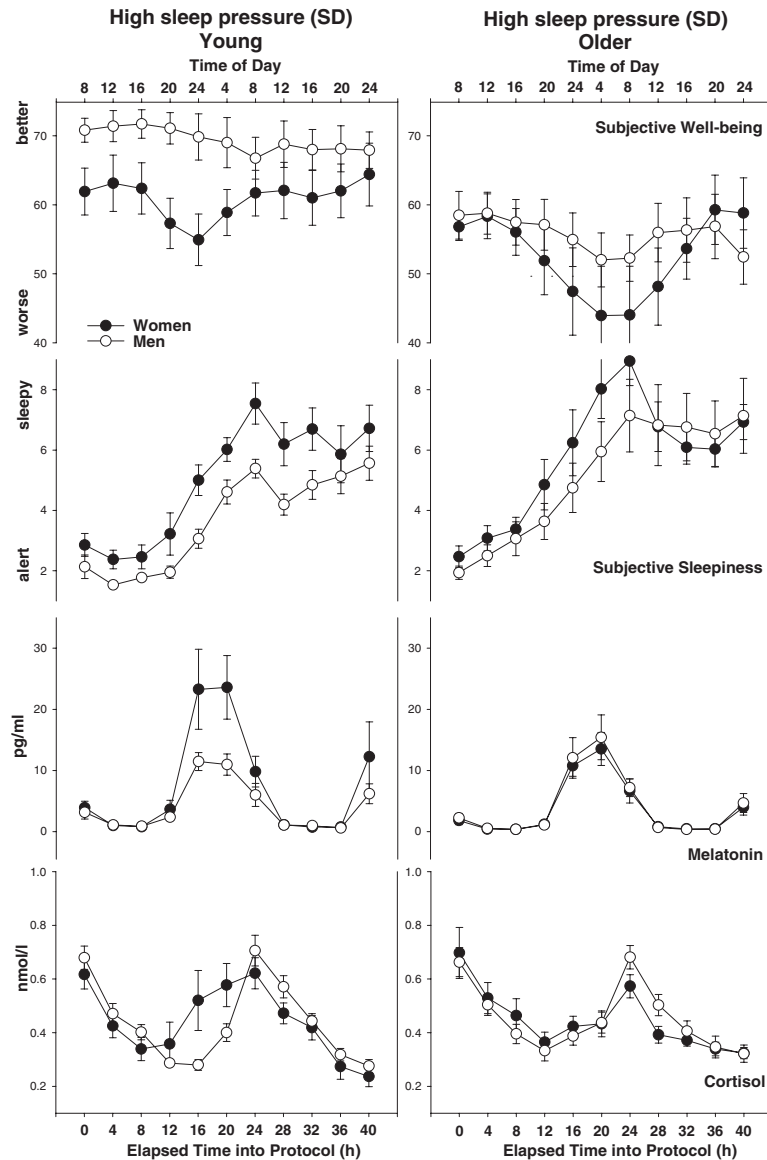 High sleep pressure (SD)
Young
Time of Day
8 12 16 20 24 4 8 12 16 20 24
High sleep pressure (SD)
Older
Time of Day
8 12 16 20 24 4 8 12 16 20 24
better
worse
70
60
50
40
Women
Men
Subjective Well-being
70
60
50
40
sleepy
alert
8
6
4
2
8
6
4
2
Subjective Sleepiness
pg/ml
30
20
10
0
30
20
10
0
Melatonin
nmol/l
1.0
0.8
0.6
0.4
0.2
1.0
0.8
0.6
0.4
0.2
Cortisol
0 4 8 12 16 20 24 28 32 36 40
Elapsed Time into Protocol (h)
0 4 8 12 16 20 24 28 32 36 40
Elapsed Time into Protocol (h)